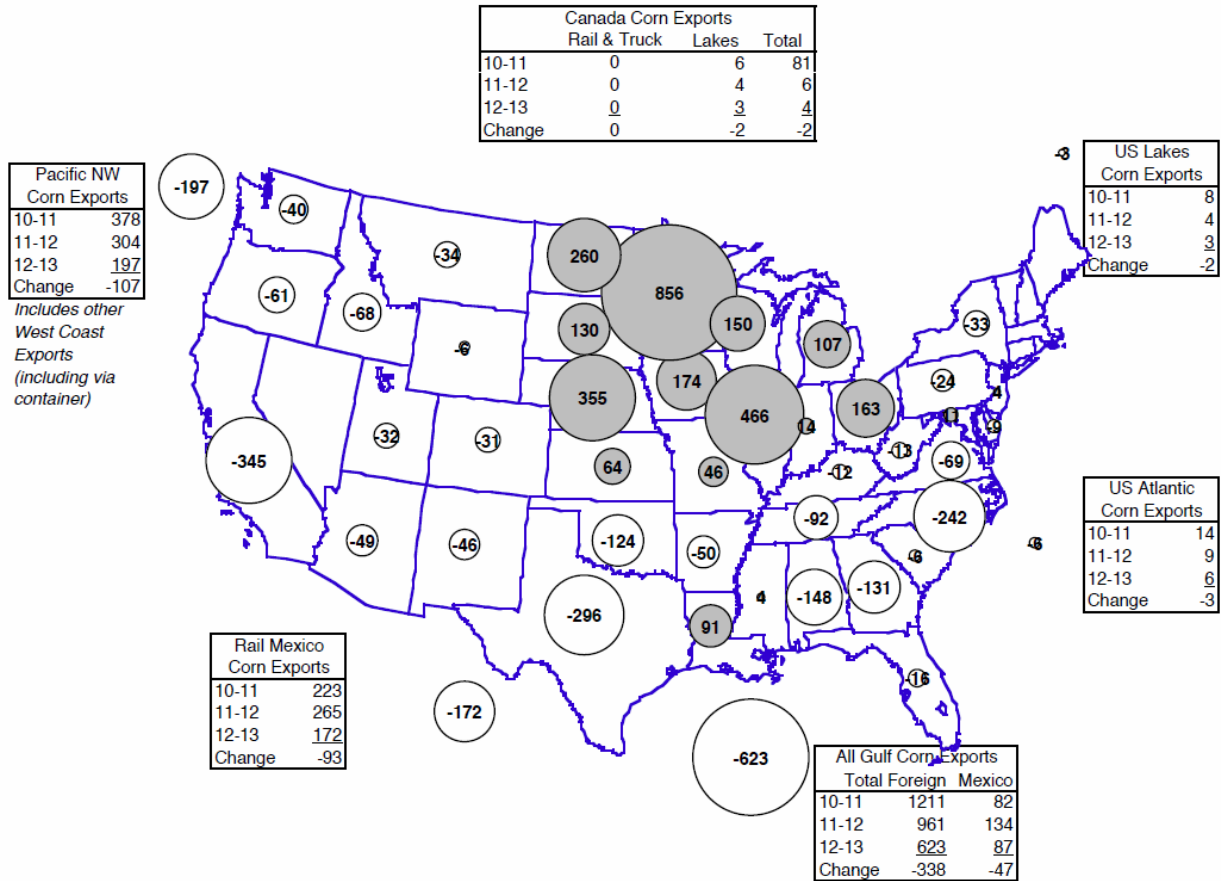 Canada Corn Exports
Rail & Truck Lakes Total
10-11 0 6 81
11-12 0 4 6
12-13 0 3 4
Change 0 -2 -2
Pacific NW
Corn Exports
10-11 378
11-12 304
12-13 197
Change -107
Includes other
West Coast
Exports
(including via
container)
US Lakes
Corn Exports
10-11 8
11-12 4
12-13 3
Change -2
-3
-197
-40
-34
260
856
-61
-68
-6
130
150
107
-33
355
174
466
14
163
-24
4
11
-9
-345
-32
-31
64
46
-12
-13
-69
-49
-46
-124
-50
-92
-242
-6
-6
-296
91
4
-148
-131
-16
-172
-623
US Atlantic
Corn Exports
10-11 14
11-12 9
12-13 6
Change -3
Rail Mexico
Corn Exports
10-11 223
11-12 265
12-13 172
Change -93
All Gulf Corn Exports
Total Foreign Mexico
10-11 1211 82
11-12 961 134
12-13 623 87
Change -338 -47